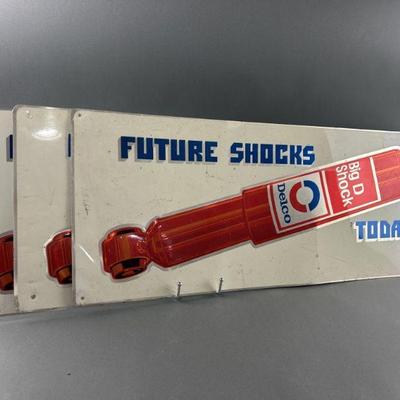 FUTURE SHOCKS
Big D
Shock
Delco
TODA